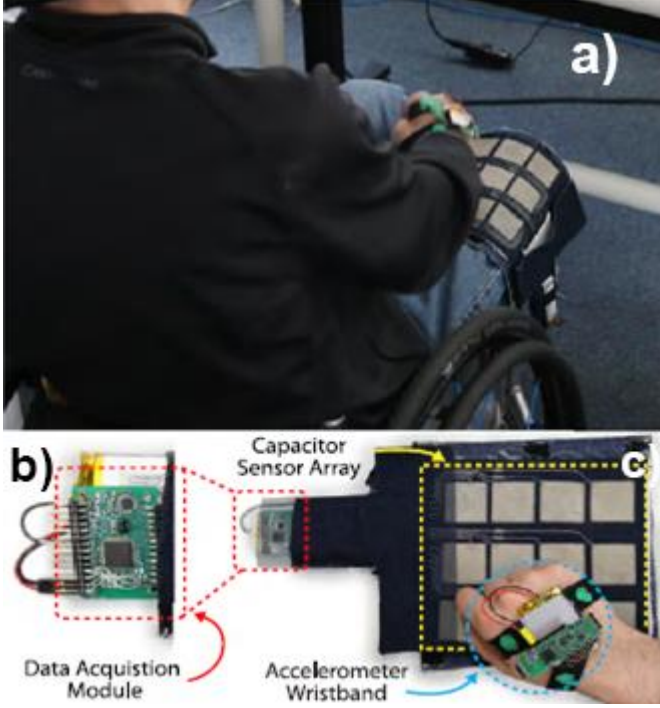 a)
b)
Capacitor
Sensor Array
c)
Data Acquistion
Module
Accelerometer
Wristband